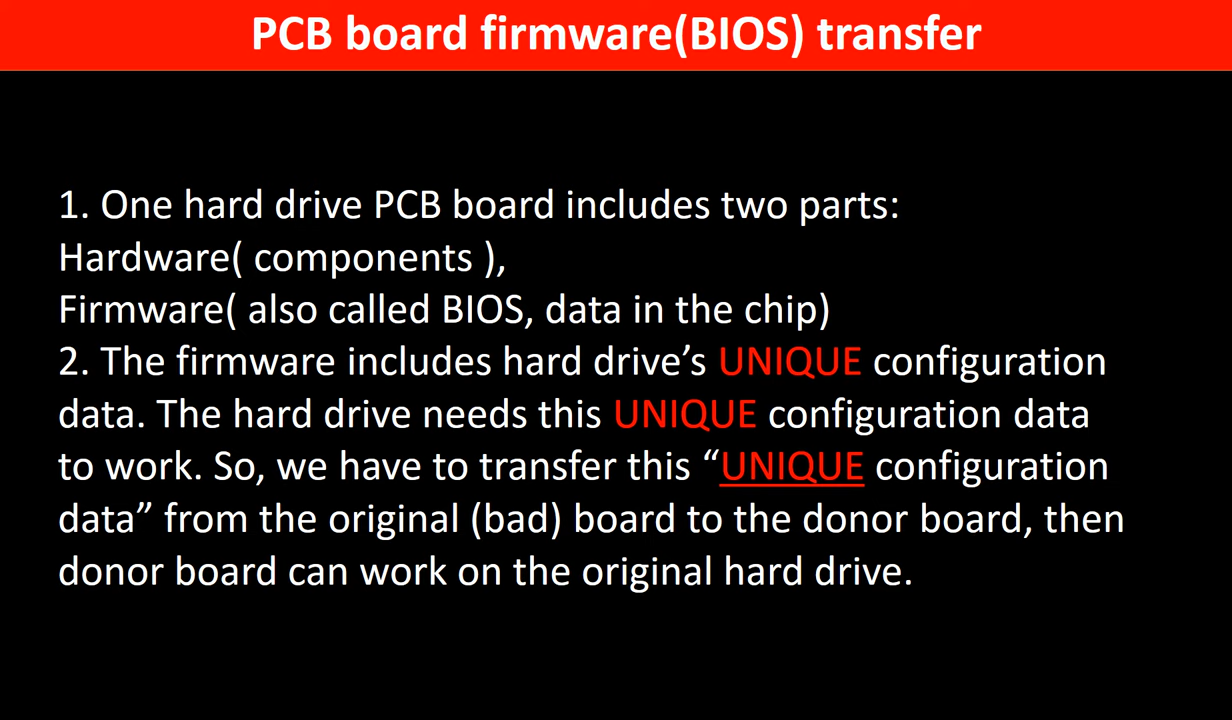 PCB board firmware(BIOS) transfer
1. One hard drive PCB board includes two parts:
Hardware( components ),
Firmware( also called BIOS, data in the chip)
2. The firmware includes hard drive’s UNIQUE configuration
data. The hard drive needs this UNIQUE configuration data
to work. So, we have to transfer this “UNIQUE configuration
data” from the original (bad) board to the donor board, then
donor board can work on the original hard drive.